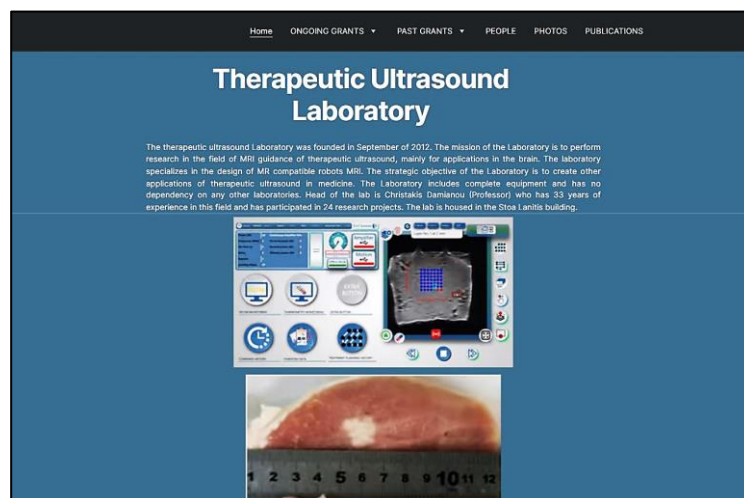 Home ONGOING GRANTS ▾ PAST GRANTS ▾ PEOPLE PHOTOS PUBLICATIONS
Therapeutic Ultrasound
Laboratory
The therapeutic ultrasound Laboratory was founded in September of 2012. The mission of the Laboratory is to perform
research in the field of MRI guidance of therapeutic ultrasound, mainly for applications in the brain. The laboratory
specializes in the design of MR compatible robots MRI. The strategic objective of the Laboratory is to create other
applications of therapeutic ultrasound in medicine. The Laboratory includes complete equipment and has no
dependency on any other laboratories. Head of the lab is Christakis Damianou (Professor) who has 33 years of
experience in this field and has participated in 24 research projects. The lab is housed in the Stoa Lanitis building.
1 2 3 4 5 6 7 8 9 10 11 12